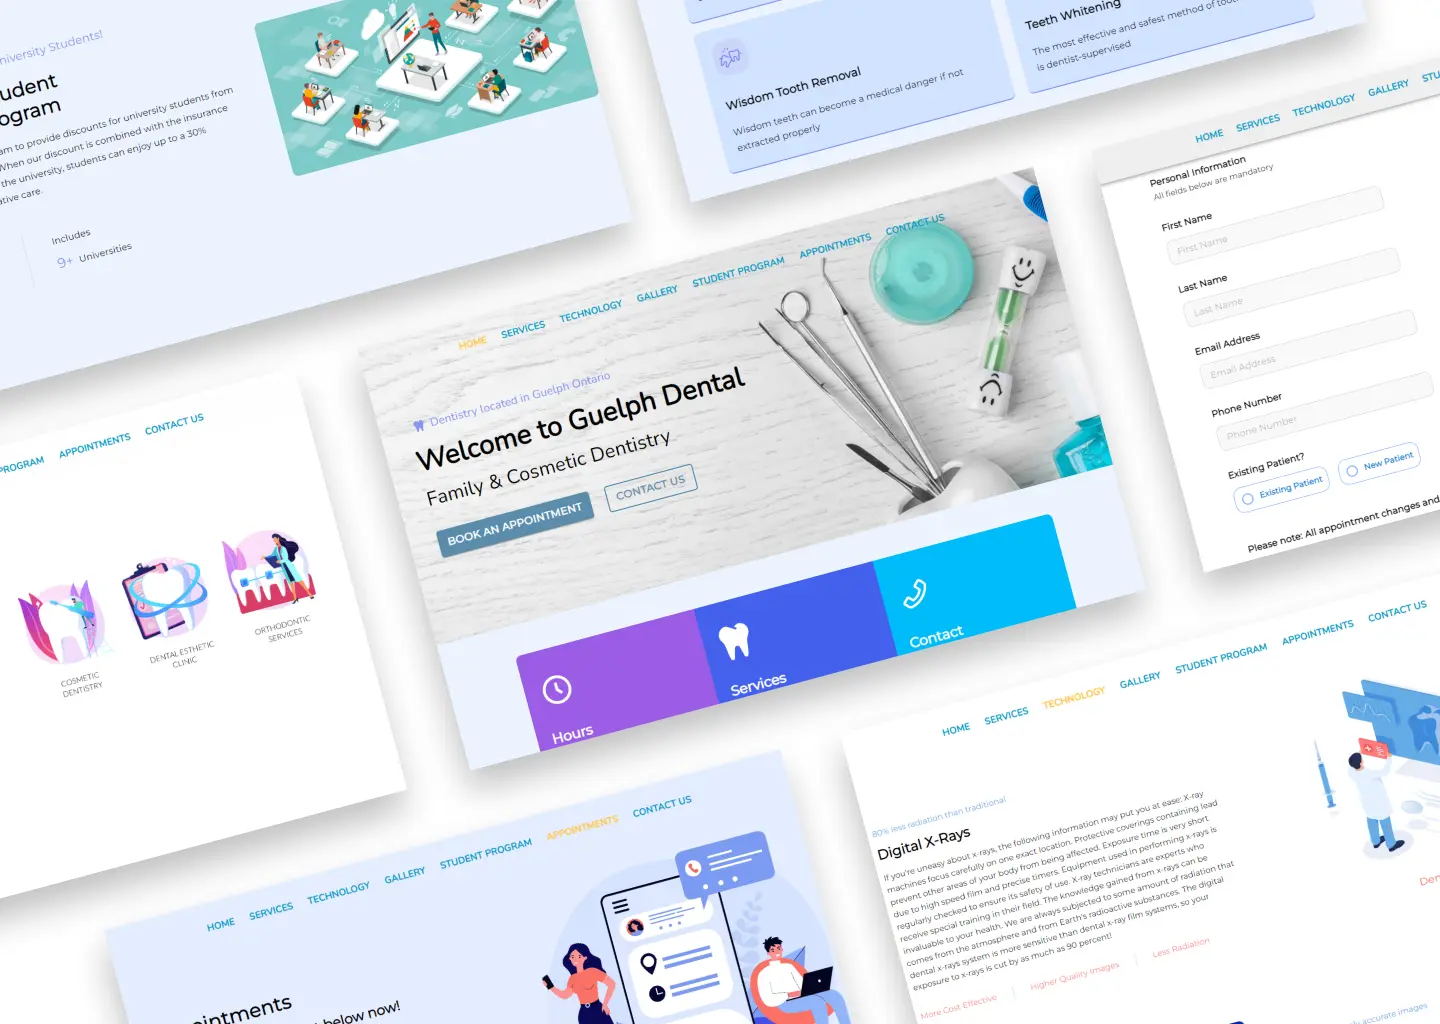 University Students!
Student
Program
am to provide discounts for university students from
When our discount is combined with the insurance
the university, students can enjoy up to a 30%
ative care.
Includes
9+ Universities
Wisdom Tooth Removal
Wisdom teeth can become a medical danger if not
extracted properly
Teeth Whitening
The most effective and safest method of
is dentist-supervised
HOME SERVICES TECHNOLOGY GALLERY
Personal Information
All fields below are mandatory
First Name
First Name
Last Name
Last Name
Email Address
Email Address
Phone Number
Phone Number
Existing Patient?
Existing Patient New Patient
Please note: All appointment changes and
HOME SERVICES TECHNOLOGY GALLERY STUDENT PROGRAM APPOINTMENTS CONTACT US
Dentistry located in Guelph Ontario
Welcome to Guelph Dental
Family & Cosmetic Dentistry
BOOK AN APPOINTMENT CONTACT US
Hours
Services
Contact
PROGRAM APPOINTMENTS CONTACT US
COSMETIC
DENTISTRY
DENTAL ESTHETIC
CLINIC
ORTHODONTIC
SERVICES
HOME SERVICES TECHNOLOGY GALLERY STUDENT PROGRAM APPOINTMENTS CONTACT US
ointments
t below now!
HOME SERVICES TECHNOLOGY GALLERY STUDENT PROGRAM APPOINTMENTS CONTACT US
80% less radiation than traditional
Digital X-Rays
If you're uneasy about x-rays, the following information may put you at ease: X-ray
machines focus carefully on one exact location. Protective coverings containing lead
prevent other areas of your body from being affected. Exposure time is very short
due to high speed film and precise timers. Equipment used in performing x-rays is
regularly checked to ensure its safety of use. X-ray technicians are experts who
receive special training in their field. The knowledge gained from x-rays can be
invaluable to your health. We are always subjected to some amount of radiation that
comes from the atmosphere and from Earth's radioactive substances. The digital
dental x-rays system is more sensitive than dental x-ray film systems, so your
exposure to x-rays is cut by as much as 90 percent!
More Cost Effective Higher Quality Images Less Radiation
Den
accurate images